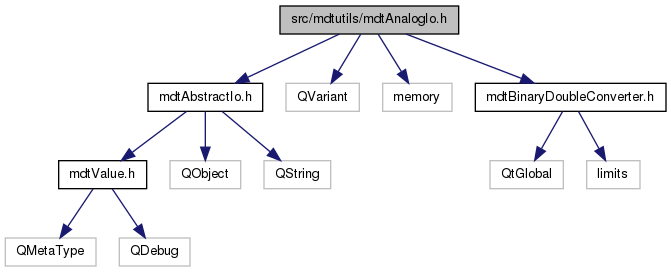 src/mdtutils/mdtAnalogIo.h
mdtAbstractIo.h
QVariant
memory
mdtBinaryDoubleConverter.h
mdtValue.h
QObject
QString
QtGlobal
limits
QMetaType
QDebug